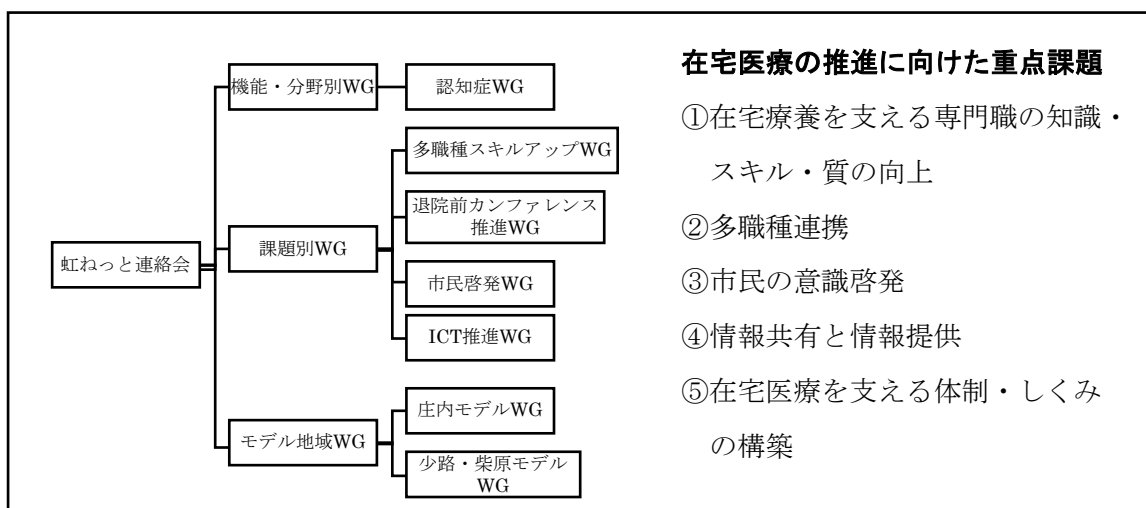 虹ねっと連絡会
機能・分野別WG
認知症WG
課題別WG
多職種スキルアップWG
退院前カンファレンス
推進WG
市民啓発WG
ICT推進WG
モデル地域WG
庄内モデルWG
少路・柴原モデル
WG
在宅医療の推進に向けた重点課題
①在宅療養を支える専門職の知識・
スキル・質の向上
②多職種連携
③市民の意識啓発
④情報共有と情報提供
⑤在宅医療を支える体制・しくみ
の構築